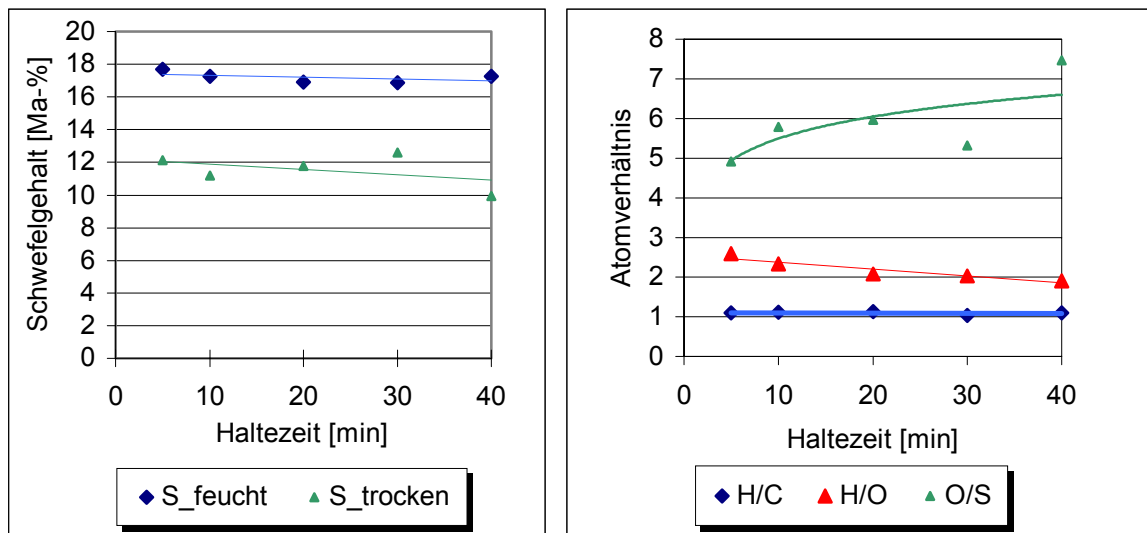 Schwefelgehalt [Ma-%]
20
18
16
14
12
10
8
6
4
2
0
0 10 20 30 40
Haltezeit [min]
S_feucht S_trocken
Atomverhältnis
8
7
6
5
4
3
2
1
0
0 10 20 30 40
Haltezeit [min]
H/C H/O O/S